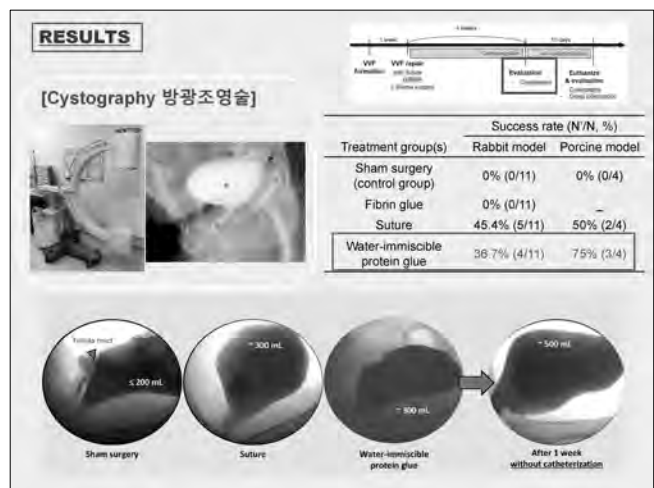 RESULTS
1 week
4 weeks
VVF formation
VVF repair
Evaluation
Euthanize & evaluation
[Cystography 방광조영술]
Success rate (N'/N, %)
Treatment group(s) Rabbit model Porcine model
Sham surgery (control group) 0% (0/11) 0% (0/4)
Fibrin glue 0% (0/11) –
Suture 45.4% (5/11) 50% (2/4)
Water-immiscible protein glue 36.7% (4/11) 75% (3/4)
Fistula tract
≤ 200 mL
~ 300 mL
~ 300 mL
~ 500 mL
Sham surgery
Suture
Water-immiscible
protein glue
After 1 week
without catheterization